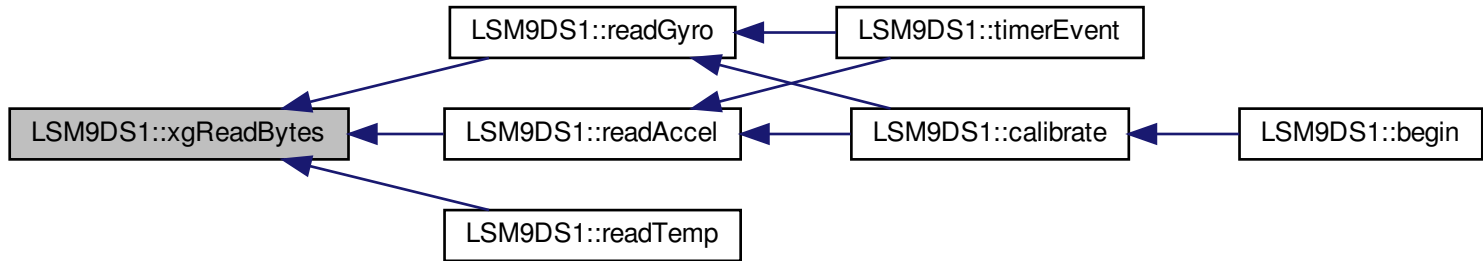 LSM9DS1::readGyro
LSM9DS1::timerEvent
LSM9DS1::xgReadBytes
LSM9DS1::readAccel
LSM9DS1::calibrate
LSM9DS1::begin
LSM9DS1::readTemp